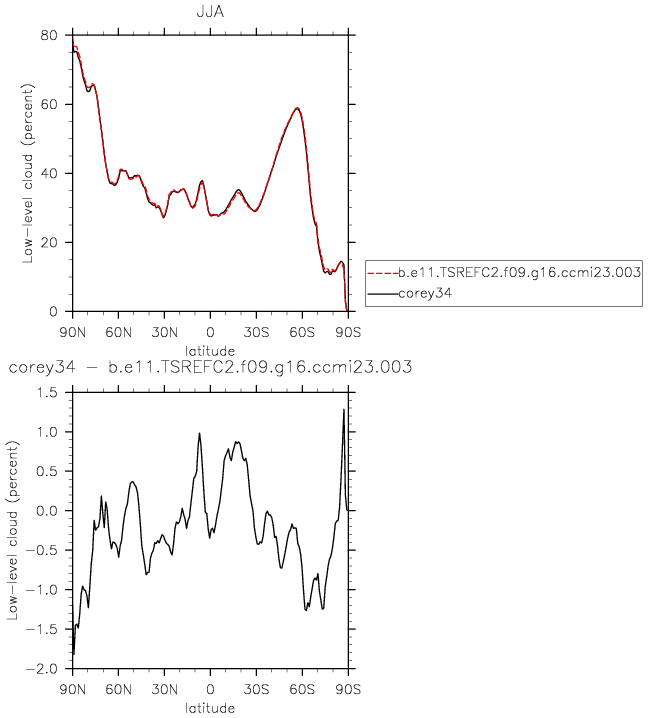 JJA
80
60
40
20
0
Low-level cloud (percent)
90N 60N 30N 0 30S 60S 90S
latitude
b.e11.TSREFC2.f09.g16.ccmi23.003
corey34
corey34 - b.e11.TSREFC2.f09.g16.ccmi23.003
1.5
1.0
0.5
0.0
-0.5
-1.0
-1.5
-2.0
Low-level cloud (percent)
90N 60N 30N 0 30S 60S 90S
latitude